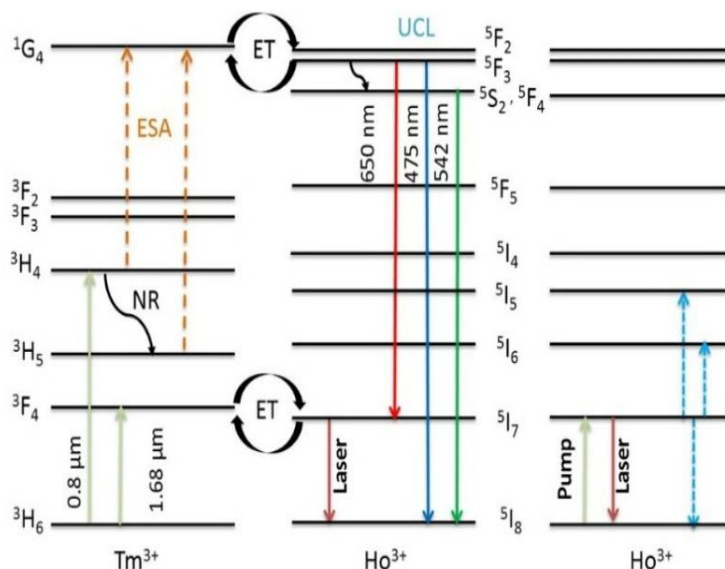 UCL
¹G₄
ET
⁵F₂
⁵F₃
⁵S₂ , ⁵F₄
ESA
650 nm
475 nm
542 nm
³F₂
³F₃
⁵F₅
³H₄
⁵I₄
NR
⁵I₅
³H₅
⁵I₆
³F₄
ET
⁵I₇
0.8 µm
1.68 µm
Laser
Pump
Laser
³H₆
⁵I₈
Tm³⁺
Ho³⁺
Ho³⁺